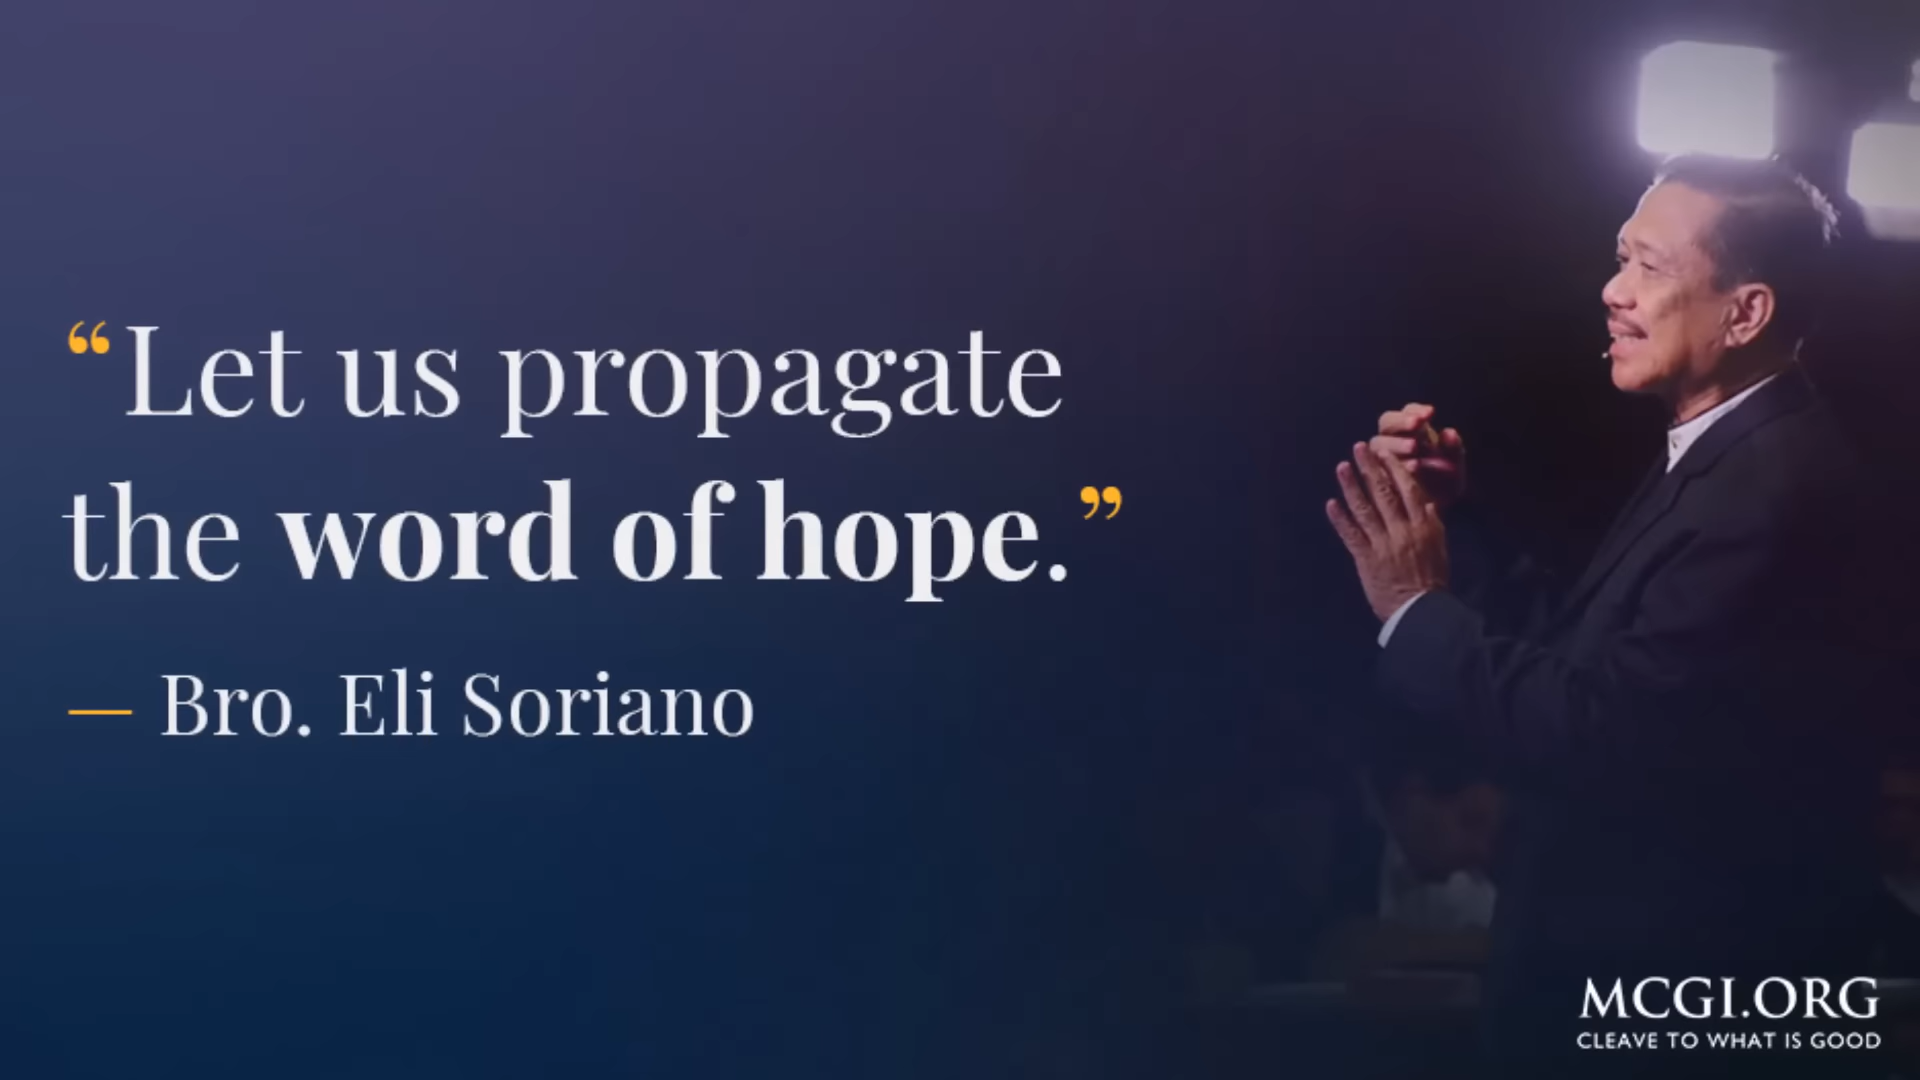 “Let us propagate
the word of hope.”
— Bro. Eli Soriano
MCGI.ORG
CLEAVE TO WHAT IS GOOD